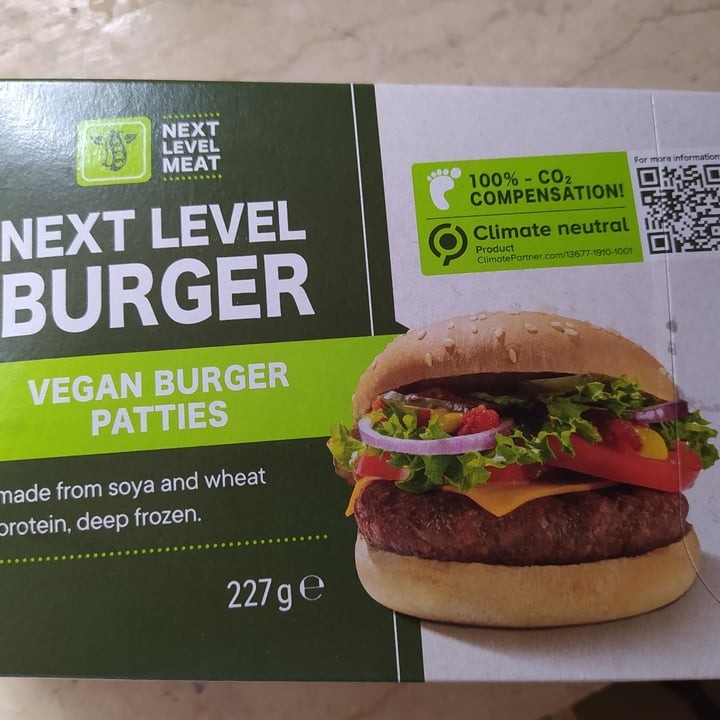 NEXT
LEVEL
MEAT
NEXT LEVEL
BURGER
VEGAN BURGER
PATTIES
made from soya and wheat
protein, deep frozen.
227g℮
100% - CO₂
COMPENSATION!
Climate neutral
Product
ClimatePartner.com/13677-1910-1001
For more information